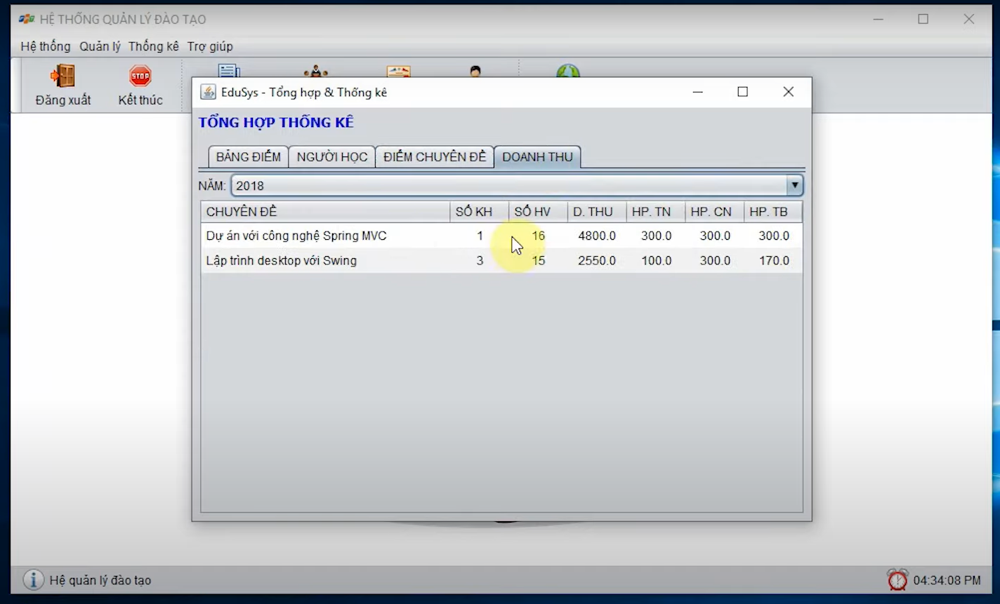 HỆ THỐNG QUẢN LÝ ĐÀO TẠO
Hệ thống Quản lý Thống kê Trợ giúp
STOP
Đăng xuất Kết thúc
EduSys - Tổng hợp & Thống kê
TỔNG HỢP THỐNG KÊ
BẢNG ĐIỂM NGƯỜI HỌC ĐIỂM CHUYÊN ĐỀ DOANH THU
NĂM: 2018
CHUYÊN ĐỀ SỐ KH SỐ HV D. THU HP. TN HP. CN HP. TB
Dự án với công nghệ Spring MVC 1 16 4800.0 300.0 300.0 300.0
Lập trình desktop với Swing 3 15 2550.0 100.0 300.0 170.0
Hệ quản lý đào tạo 04:34:08 PM